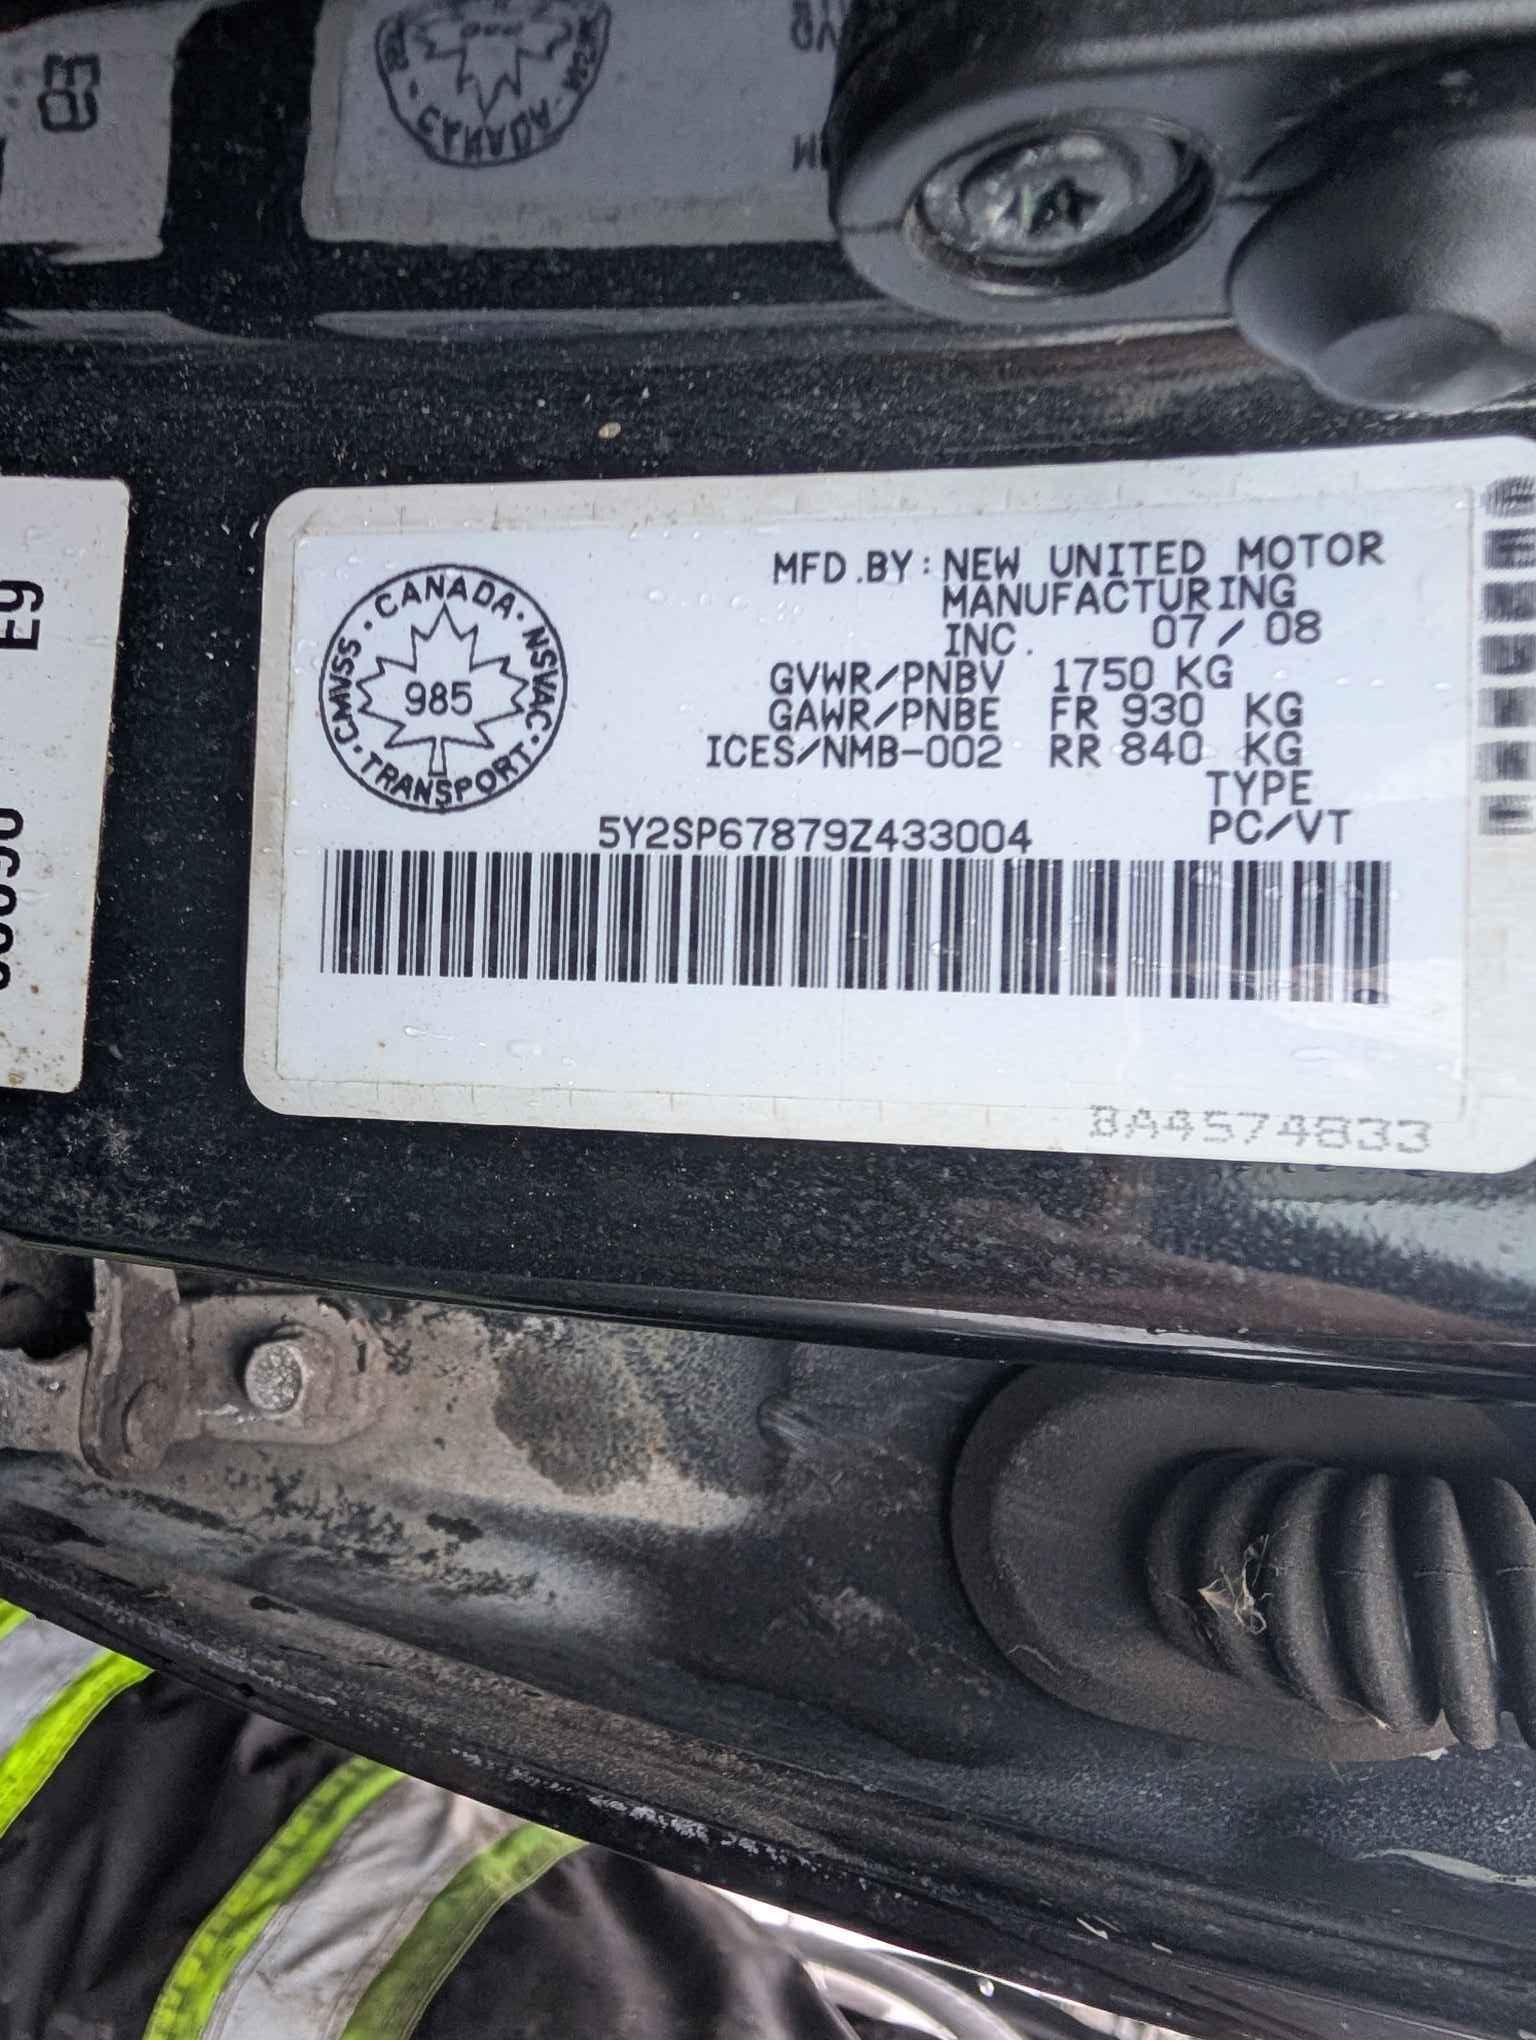 E9
CANADA · NSVAC · TRANSPORT · CMVSS ·
985
MFD.BY: NEW UNITED MOTOR
MANUFACTURING
INC. 07/08
GVWR/PNBV 1750 KG
GAWR/PNBE FR 930 KG
ICES/NMB-002 RR 840 KG
TYPE
5Y2SP67879Z433004 PC/VT
BA4574833